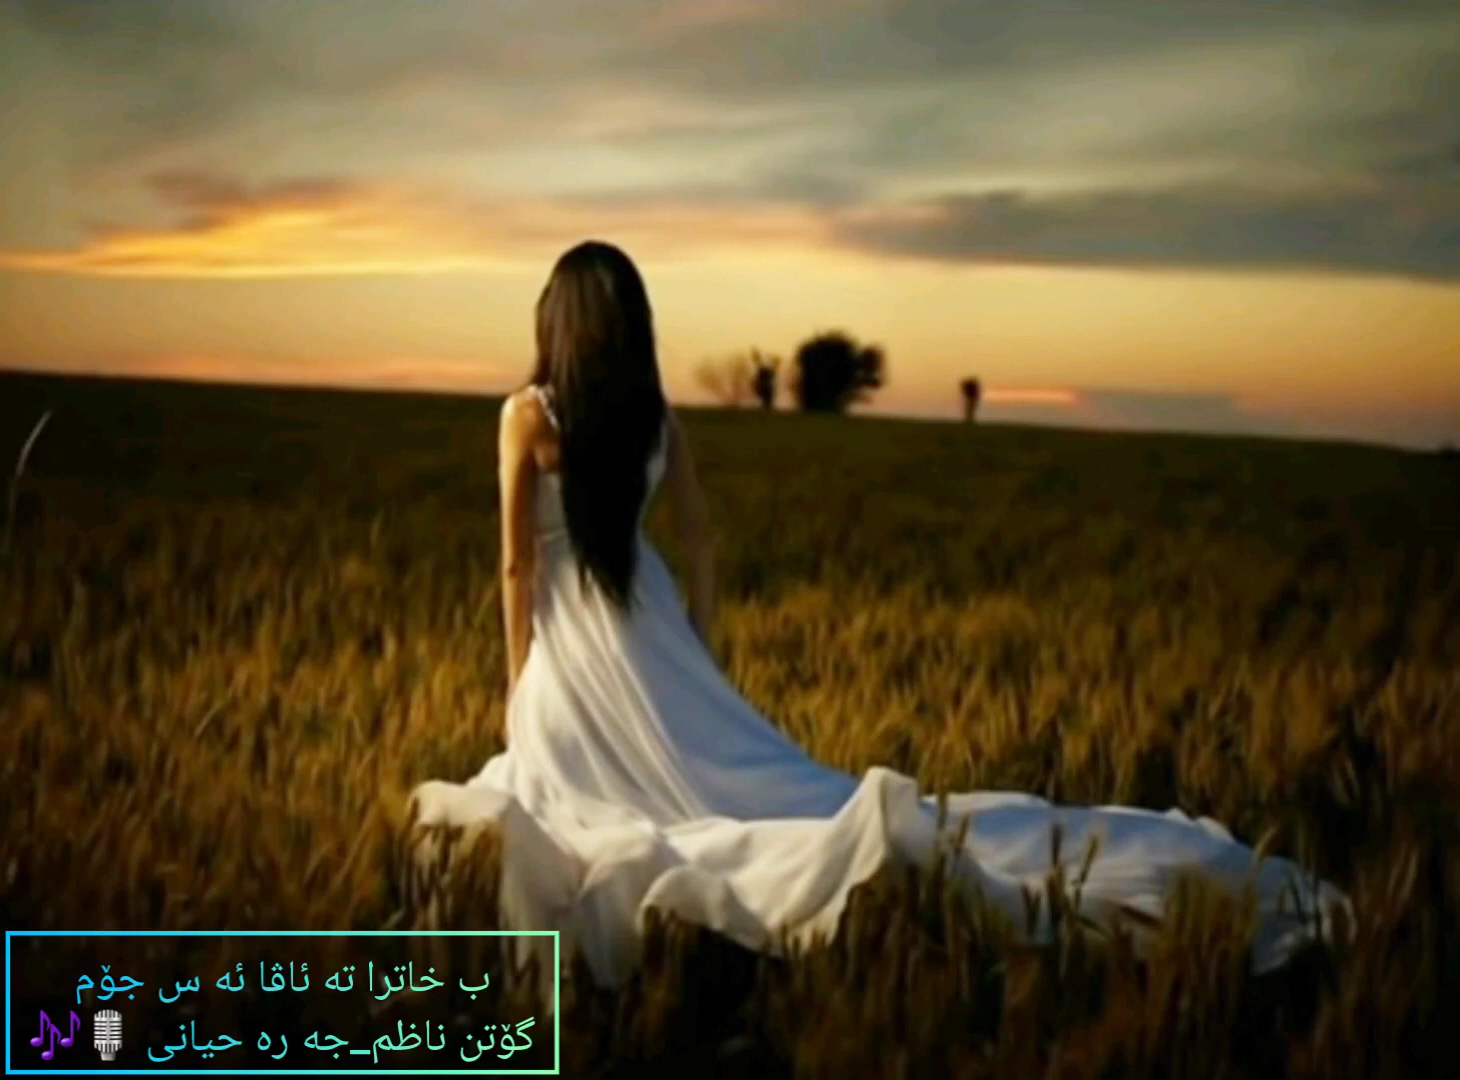 ب خاترا ته ئاڤا ئه س جۆم
گۆتن ناظم_جه ره حیانی 🎙️🎶